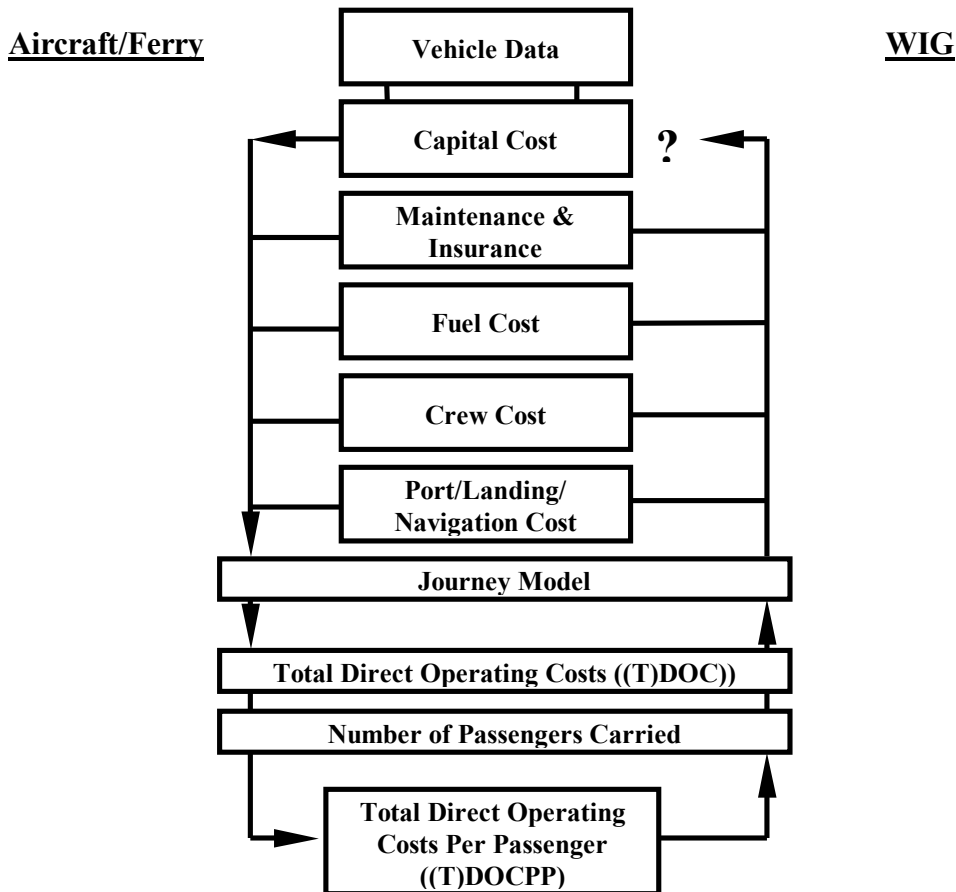 Aircraft/Ferry
Vehicle Data
WIG
Capital Cost
?
Maintenance &
Insurance
Fuel Cost
Crew Cost
Port/Landing/
Navigation Cost
Journey Model
Total Direct Operating Costs ((T)DOC))
Number of Passengers Carried
Total Direct Operating
Costs Per Passenger
((T)DOCPP)